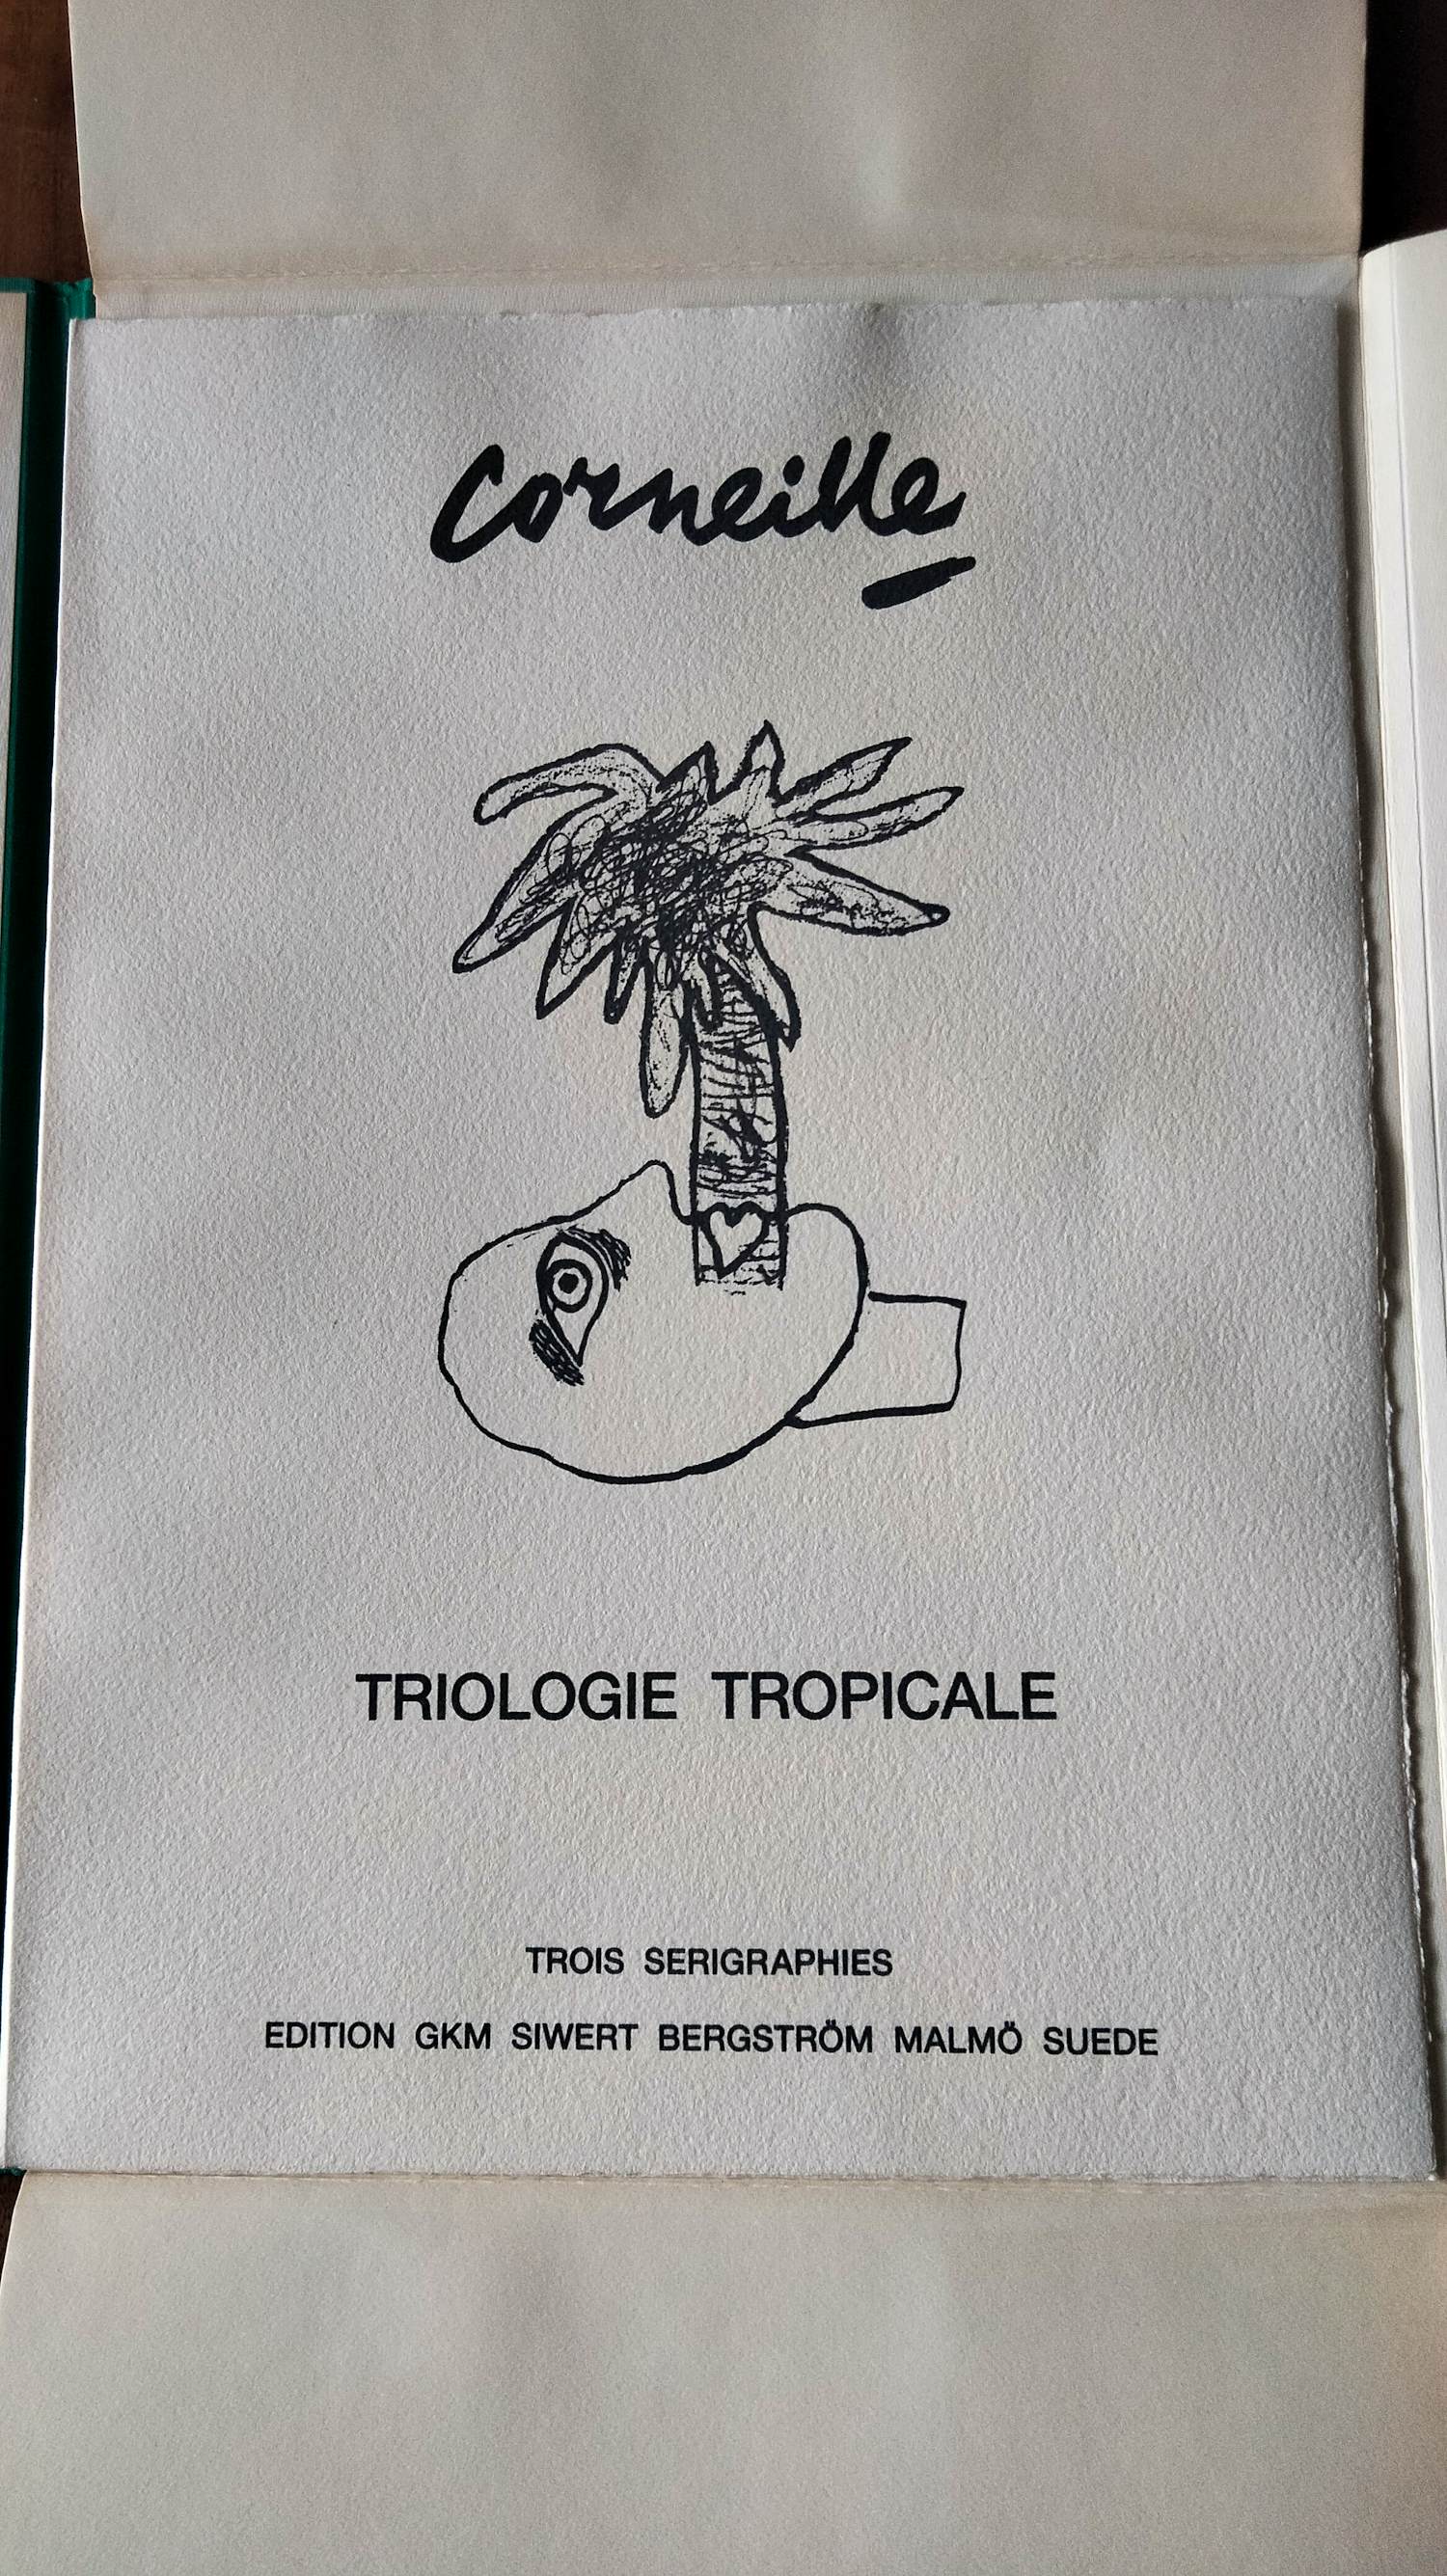 Corneille
TRIOLOGIE TROPICALE
TROIS SERIGRAPHIES
EDITION GKM SIWERT BERGSTRÖM MALMÖ SUEDE